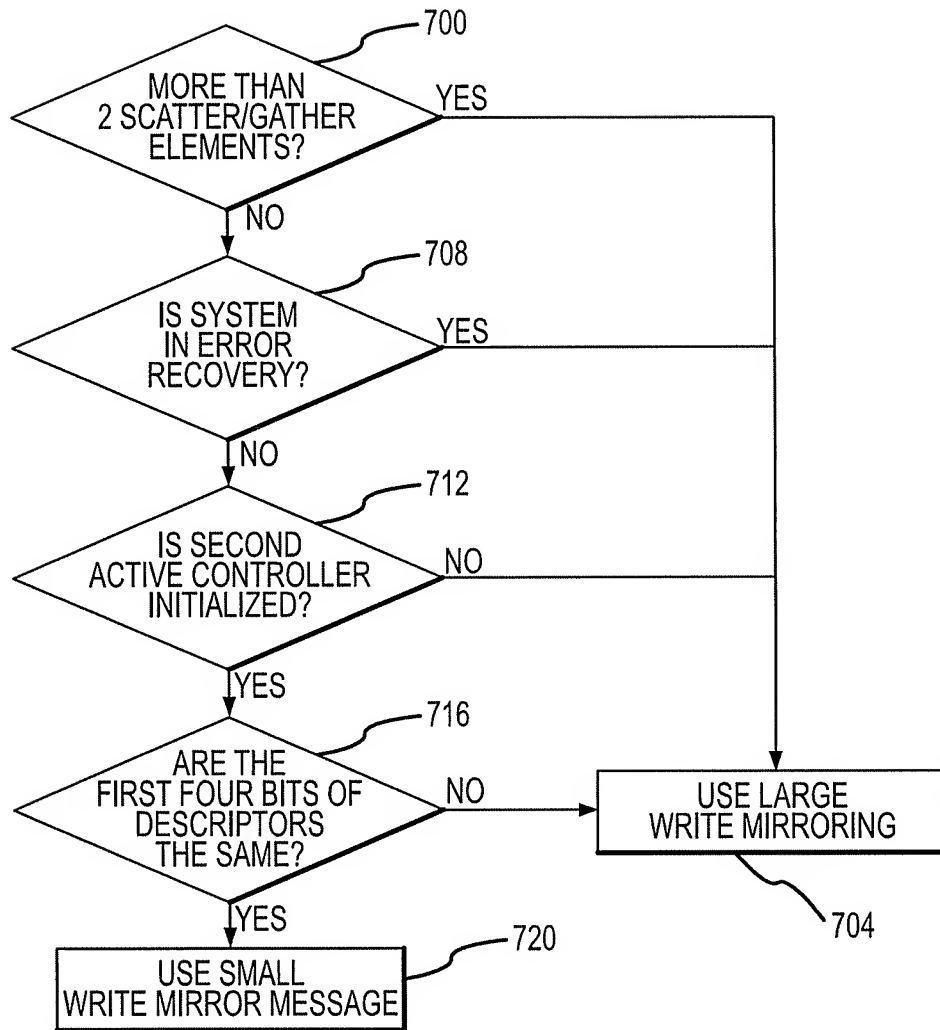 700
MORE THAN
2 SCATTER/GATHER
ELEMENTS?
YES
NO
708
IS SYSTEM
IN ERROR
RECOVERY?
YES
NO
712
IS SECOND
ACTIVE CONTROLLER
INITIALIZED?
NO
YES
716
ARE THE
FIRST FOUR BITS OF
DESCRIPTORS
THE SAME?
NO
USE LARGE
WRITE MIRRORING
704
YES
720
USE SMALL
WRITE MIRROR MESSAGE